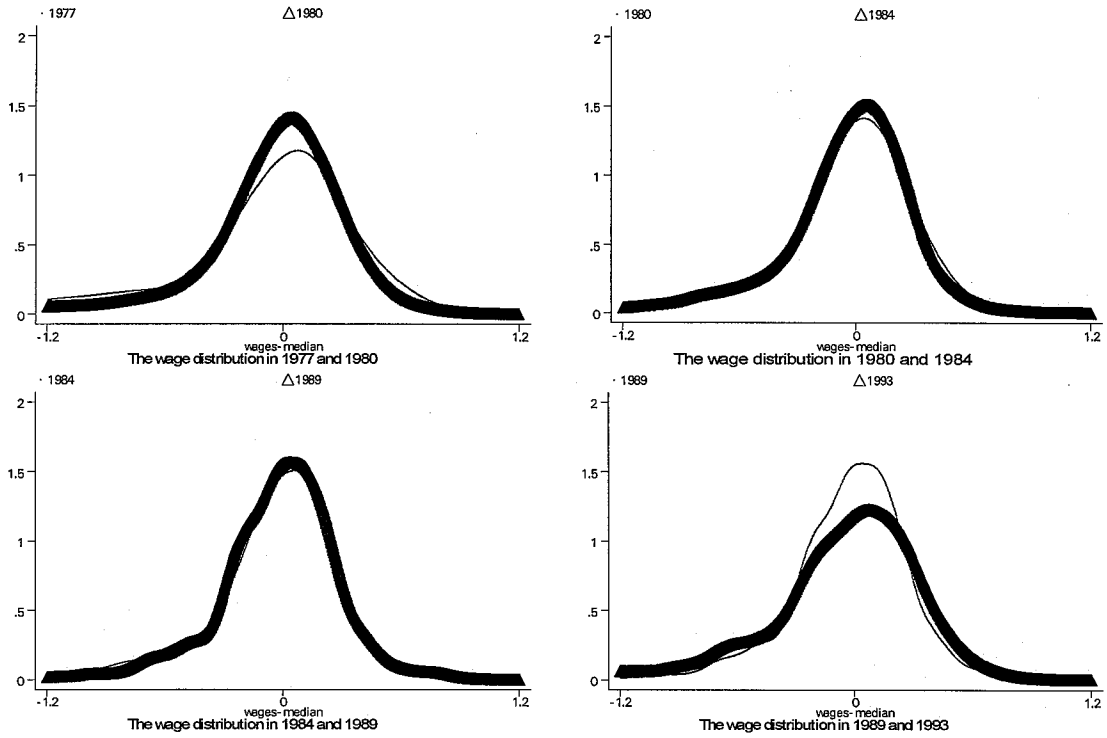 · 1977 △1980
2
1.5
1
.5
0
-1.2 0 1.2
wages-median
The wage distribution in 1977 and 1980
· 1980 △1984
2
1.5
1
.5
0
-1.2 0 1.2
wages-median
The wage distribution in 1980 and 1984
· 1984 △1989
2
1.5
1
.5
0
-1.2 0 1.2
wages-median
The wage distribution in 1984 and 1989
· 1989 △1993
2
1.5
1
.5
0
-1.2 0 1.2
wages-median
The wage distribution in 1989 and 1993